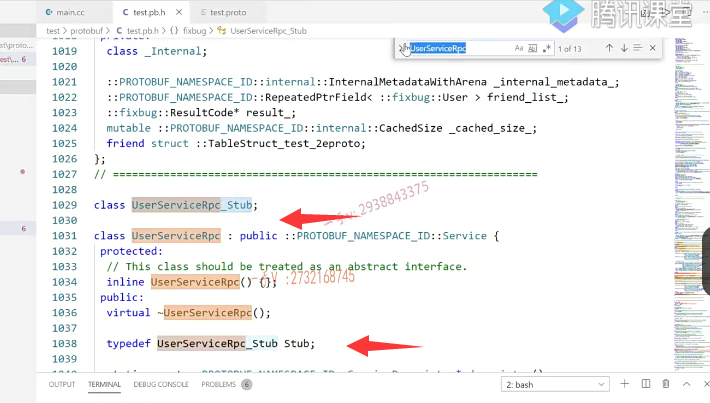 main.cc
test.pb.h
test.proto
腾讯课堂
test > protobuf > test.pb.h > {} fixbug > UserServiceRpc_Stub
UserServiceRpc
Aa
1 of 13
1019 class _Internal;
1020
1021 ::PROTOBUF_NAMESPACE_ID::internal::InternalMetadataWithArena _internal_metadata_;
1022 ::PROTOBUF_NAMESPACE_ID::RepeatedPtrField< ::fixbug::User > friend_list_;
1023 ::fixbug::ResultCode* result_;
1024 mutable ::PROTOBUF_NAMESPACE_ID::internal::CachedSize _cached_size_;
1025 friend struct ::TableStruct_test_2eproto;
1026 };
1027 // ===============================================================
1028
1029 class UserServiceRpc_Stub;
1030
1031 class UserServiceRpc : public ::PROTOBUF_NAMESPACE_ID::Service {
1032 protected:
1033 // This class should be treated as an abstract interface.
1034 inline UserServiceRpc() {};
1035 public:
1036 virtual ~UserServiceRpc();
1037
1038 typedef UserServiceRpc_Stub Stub;
1039
2938843375
:2732168745
6
OUTPUT TERMINAL DEBUG CONSOLE PROBLEMS 6
2: bash